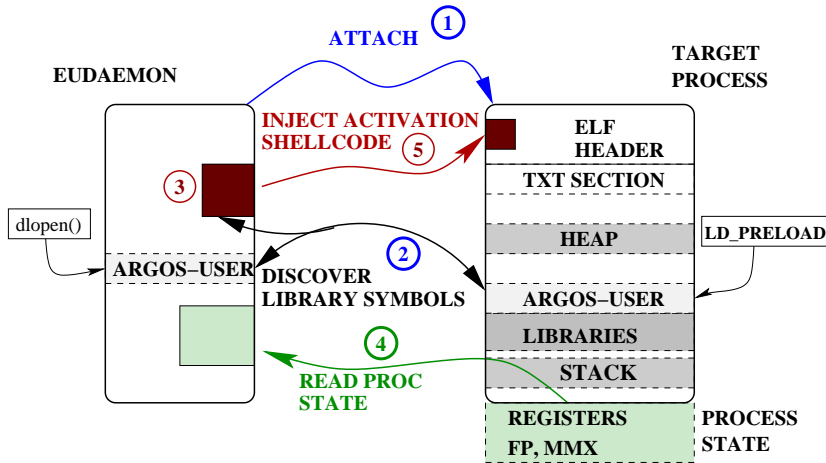 1
ATTACH
TARGET
PROCESS
EUDAEMON
INJECT ACTIVATION
SHELLCODE
5
ELF
HEADER
TXT SECTION
3
dlopen()
2
HEAP
LD_PRELOAD
ARGOS−USER
DISCOVER
LIBRARY SYMBOLS
ARGOS−USER
LIBRARIES
4
READ PROC
STATE
STACK
REGISTERS
FP, MMX
PROCESS
STATE